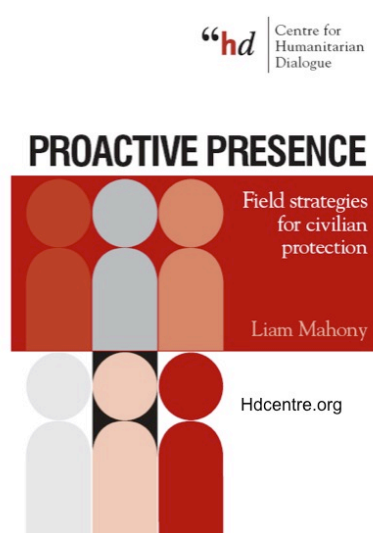 “hd
Centre for
Humanitarian
Dialogue
PROACTIVE PRESENCE
Field strategies
for civilian
protection
Liam Mahony
Hdcentre.org